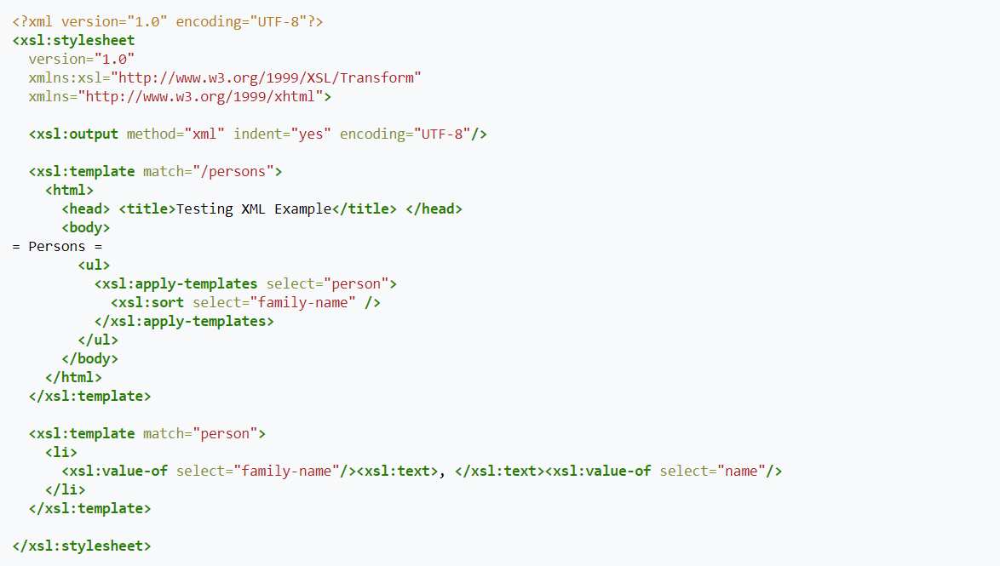 <?xml version="1.0" encoding="UTF-8"?>
<xsl:stylesheet
  version="1.0"
  xmlns:xsl="http://www.w3.org/1999/XSL/Transform"
  xmlns="http://www.w3.org/1999/xhtml">

  <xsl:output method="xml" indent="yes" encoding="UTF-8"/>

  <xsl:template match="/persons">
    <html>
      <head> <title>Testing XML Example</title> </head>
      <body>
= Persons =
        <ul>
          <xsl:apply-templates select="person">
            <xsl:sort select="family-name" />
          </xsl:apply-templates>
        </ul>
      </body>
    </html>
  </xsl:template>

  <xsl:template match="person">
    <li>
      <xsl:value-of select="family-name"/><xsl:text>, </xsl:text><xsl:value-of select="name"/>
    </li>
  </xsl:template>

</xsl:stylesheet>